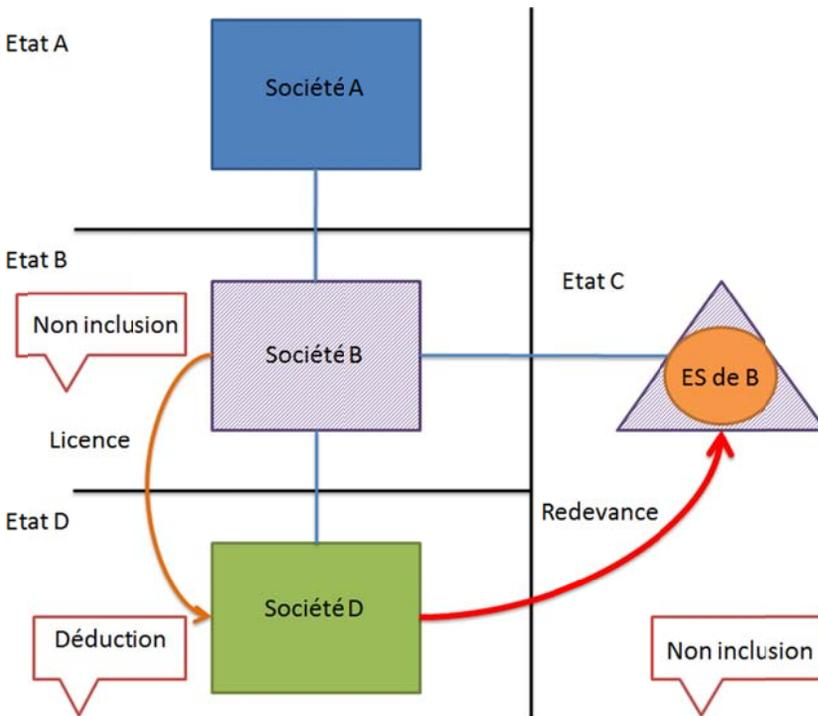 Etat A
Société A
Etat B
Etat C
Non inclusion
Société B
ES de B
Licence
Etat D
Redevance
Société D
Déduction
Non inclusion